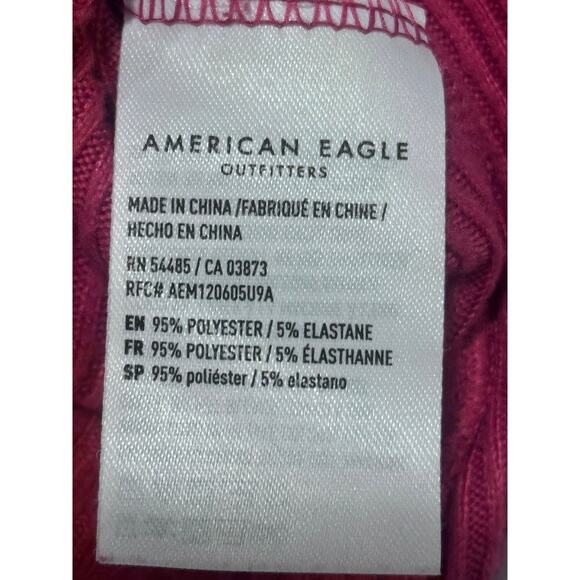 AMERICAN EAGLE
OUTFITTERS
MADE IN CHINA /FABRIQUÉ EN CHINE /
HECHO EN CHINA
RN 54485 / CA 03873
RFC# AEM120605U9A
EN 95% POLYESTER / 5% ELASTANE
FR 95% POLYESTER / 5% ÉLASTHANNE
SP 95% poliéster / 5% elastano